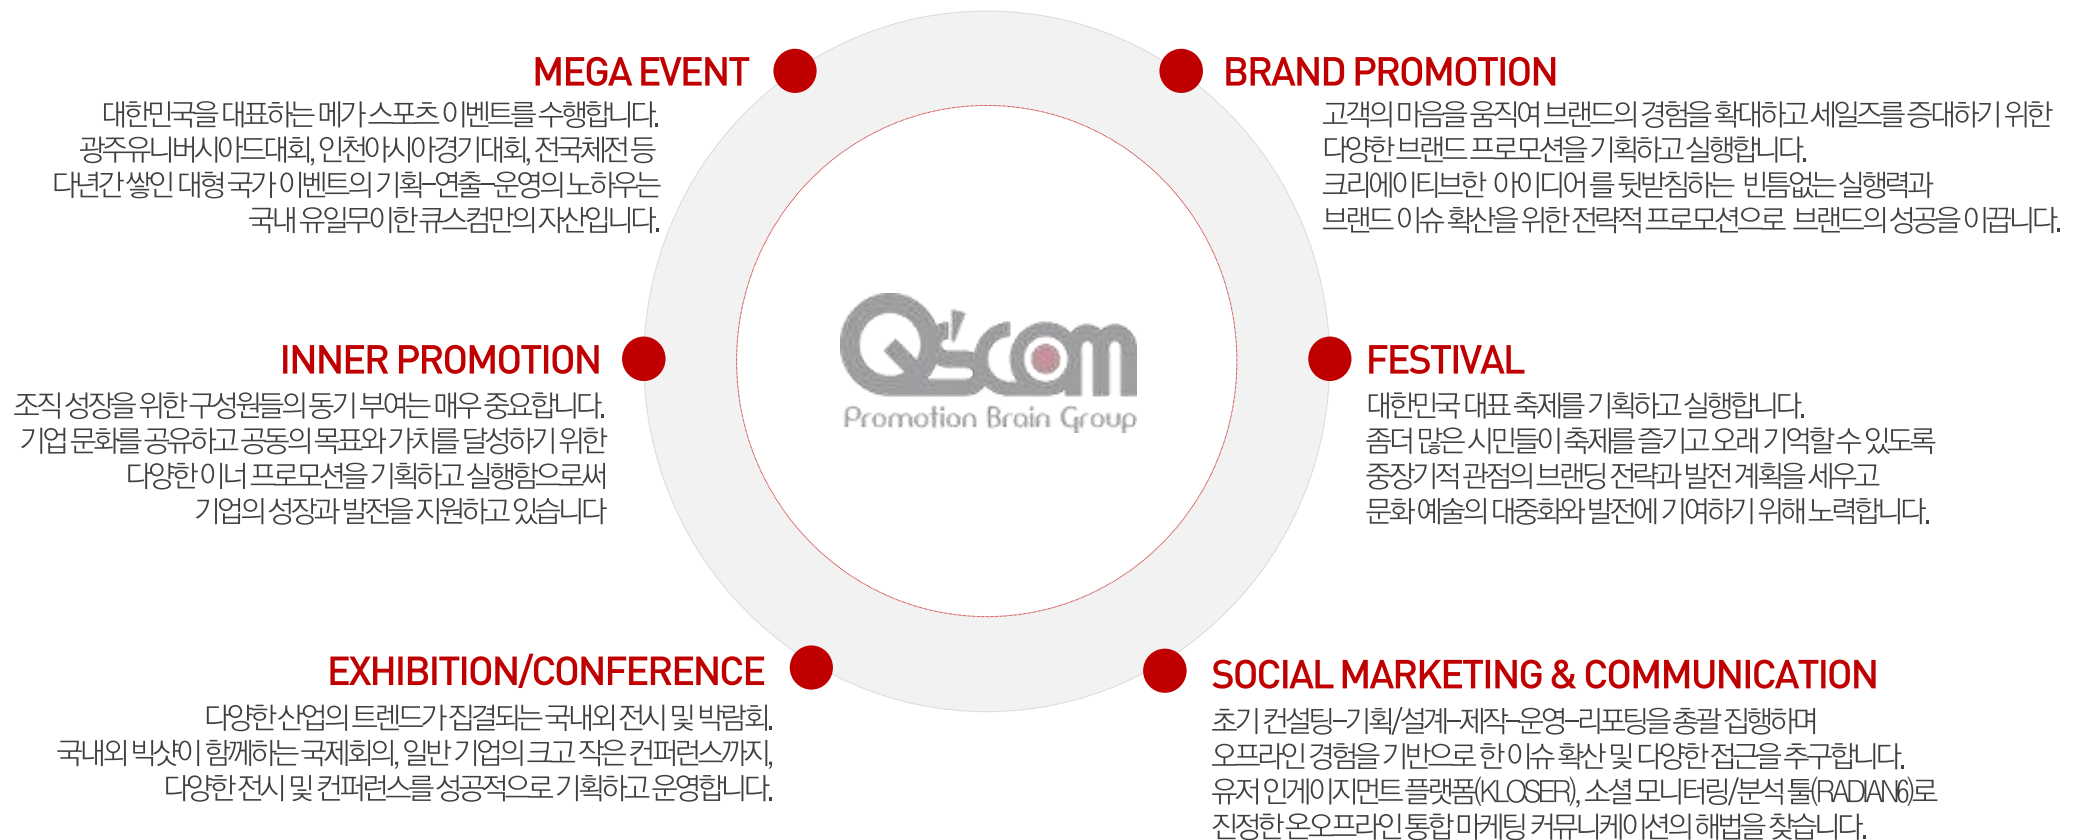 MEGA EVENT
대한민국을 대표하는 메가 스포츠 이벤트를 수행합니다.
광주유니버시아드대회, 인천아시아경기대회, 전국체전 등
다년간 쌓인 대형 국가 이벤트의 기획-연출-운영의 노하우는
국내 유일무이한 큐스컴만의 자산입니다.
BRAND PROMOTION
고객의 마음을 움직여 브랜드의 경험을 확대하고 세일즈를 증대하기 위한
다양한 브랜드 프로모션을 기획하고 실행합니다.
크리에이티브한 아이디어 를 뒷받침하는 빈틈없는 실행력과
브랜드 이슈 확산을 위한 전략적 프로모션으로 브랜드의 성공을 이끕니다.
Q'scom
Promotion Brain Group
INNER PROMOTION
조직 성장을 위한 구성원들의 동기 부여는 매우 중요합니다.
기업 문화를 공유하고 공동의 목표와 가치를 달성하기 위한
다양한 이너 프로모션을 기획하고 실행함으로써
기업의 성장과 발전을 지원하고 있습니다
FESTIVAL
대한민국 대표 축제를 기획하고 실행합니다.
좀더 많은 시민들이 축제를 즐기고 오래 기억할 수 있도록
중장기적 관점의 브랜딩 전략과 발전 계획을 세우고
문화 예술의 대중화와 발전에 기여하기 위해 노력합니다.
EXHIBITION/CONFERENCE
다양한 산업의 트렌드가 집결되는 국내외 전시 및 박람회.
국내외 빅샷이 함께하는 국제회의, 일반 기업의 크고 작은 컨퍼런스까지,
다양한 전시 및 컨퍼런스를 성공적으로 기획하고 운영합니다.
SOCIAL MARKETING & COMMUNICATION
초기 컨설팅-기획/설계-제작-운영-리포팅을 총괄 집행하며
오프라인 경험을 기반으로 한 이슈 확산 및 다양한 접근을 추구합니다.
유저 인게이지먼트 플랫폼(KLOSER), 소셜 모니터링/분석 툴(RADIAN6)로
진정한 온오프라인 통합 마케팅 커뮤니케이션의 해법을 찾습니다.